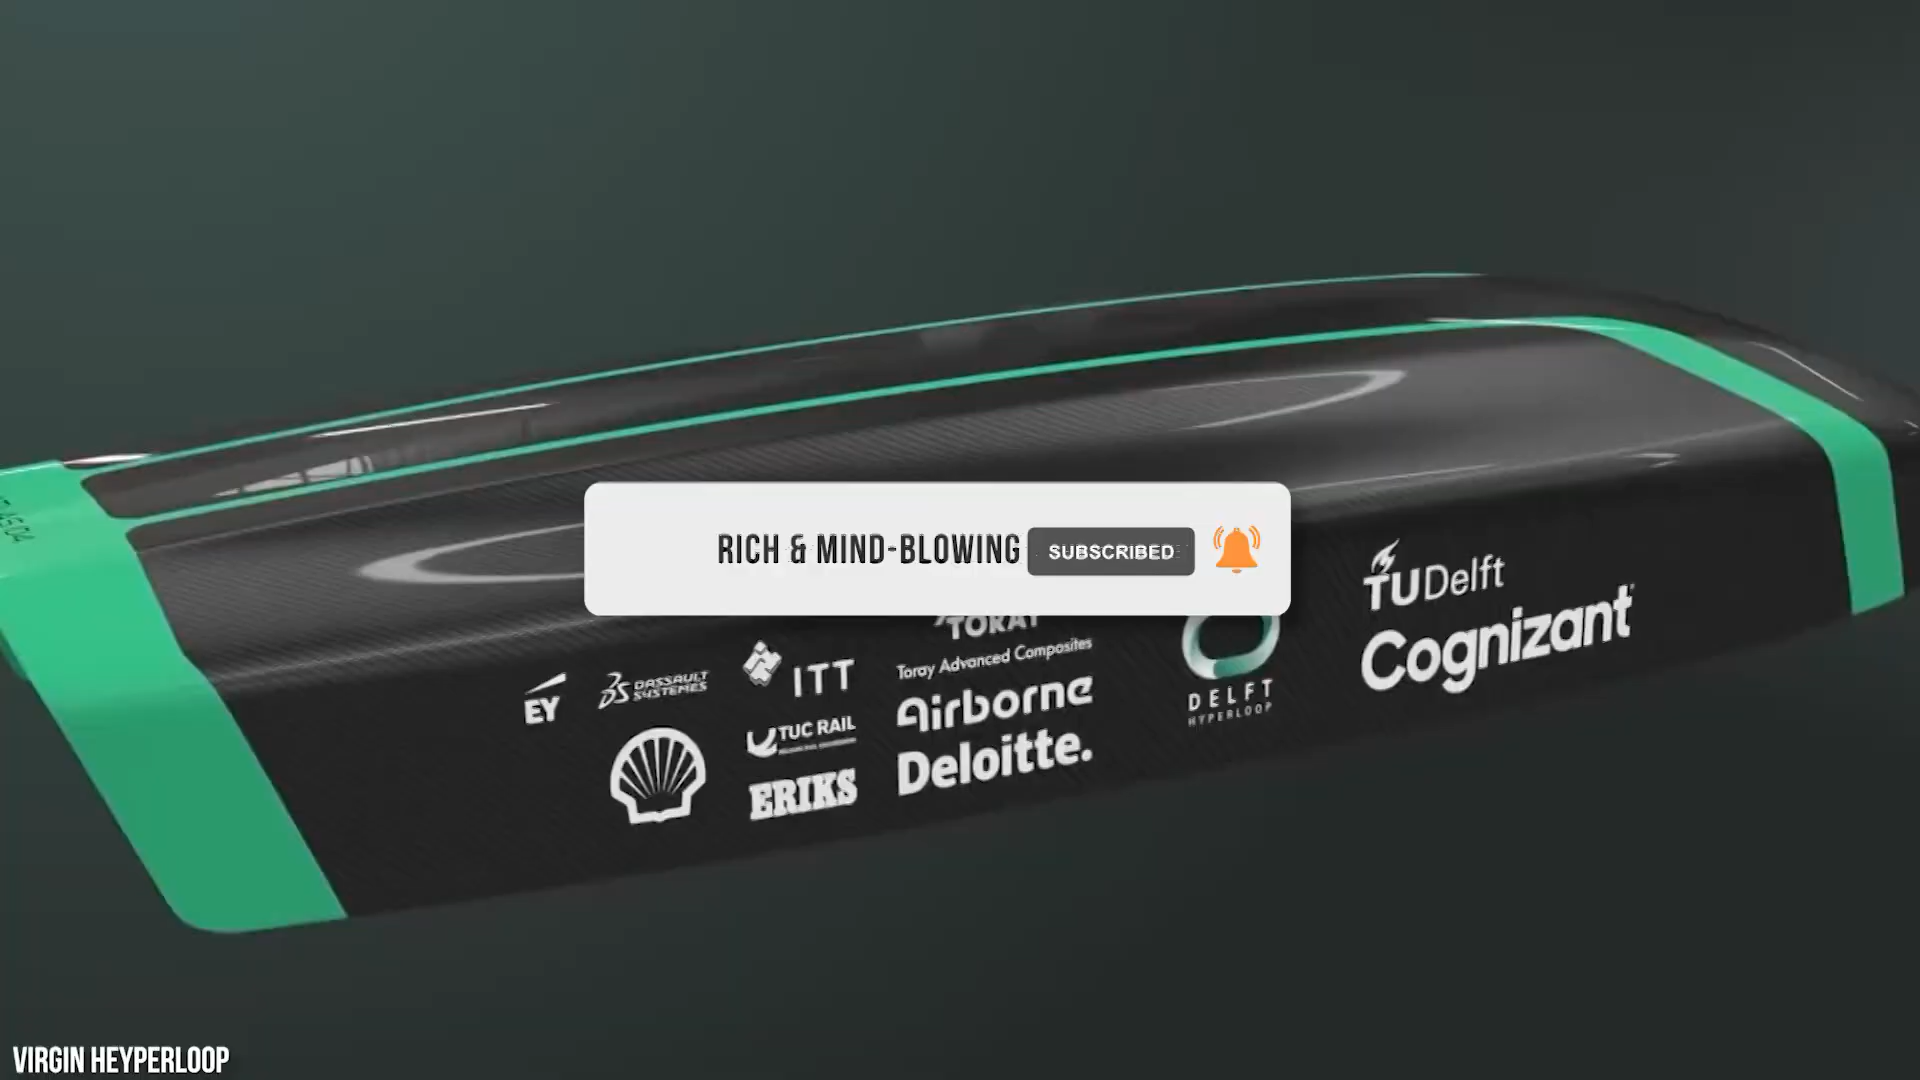 RICH & MIND-BLOWING
SUBSCRIBED
TUDelft
Cognizant
TORAY
Toray Advanced Composites
Airborne
Deloitte.
DELFT
HYPERLOOP
ITT
TUC RAIL
ERIKS
DASSAULT
SYSTEMES
EY
VIRGIN HEYPERLOOP